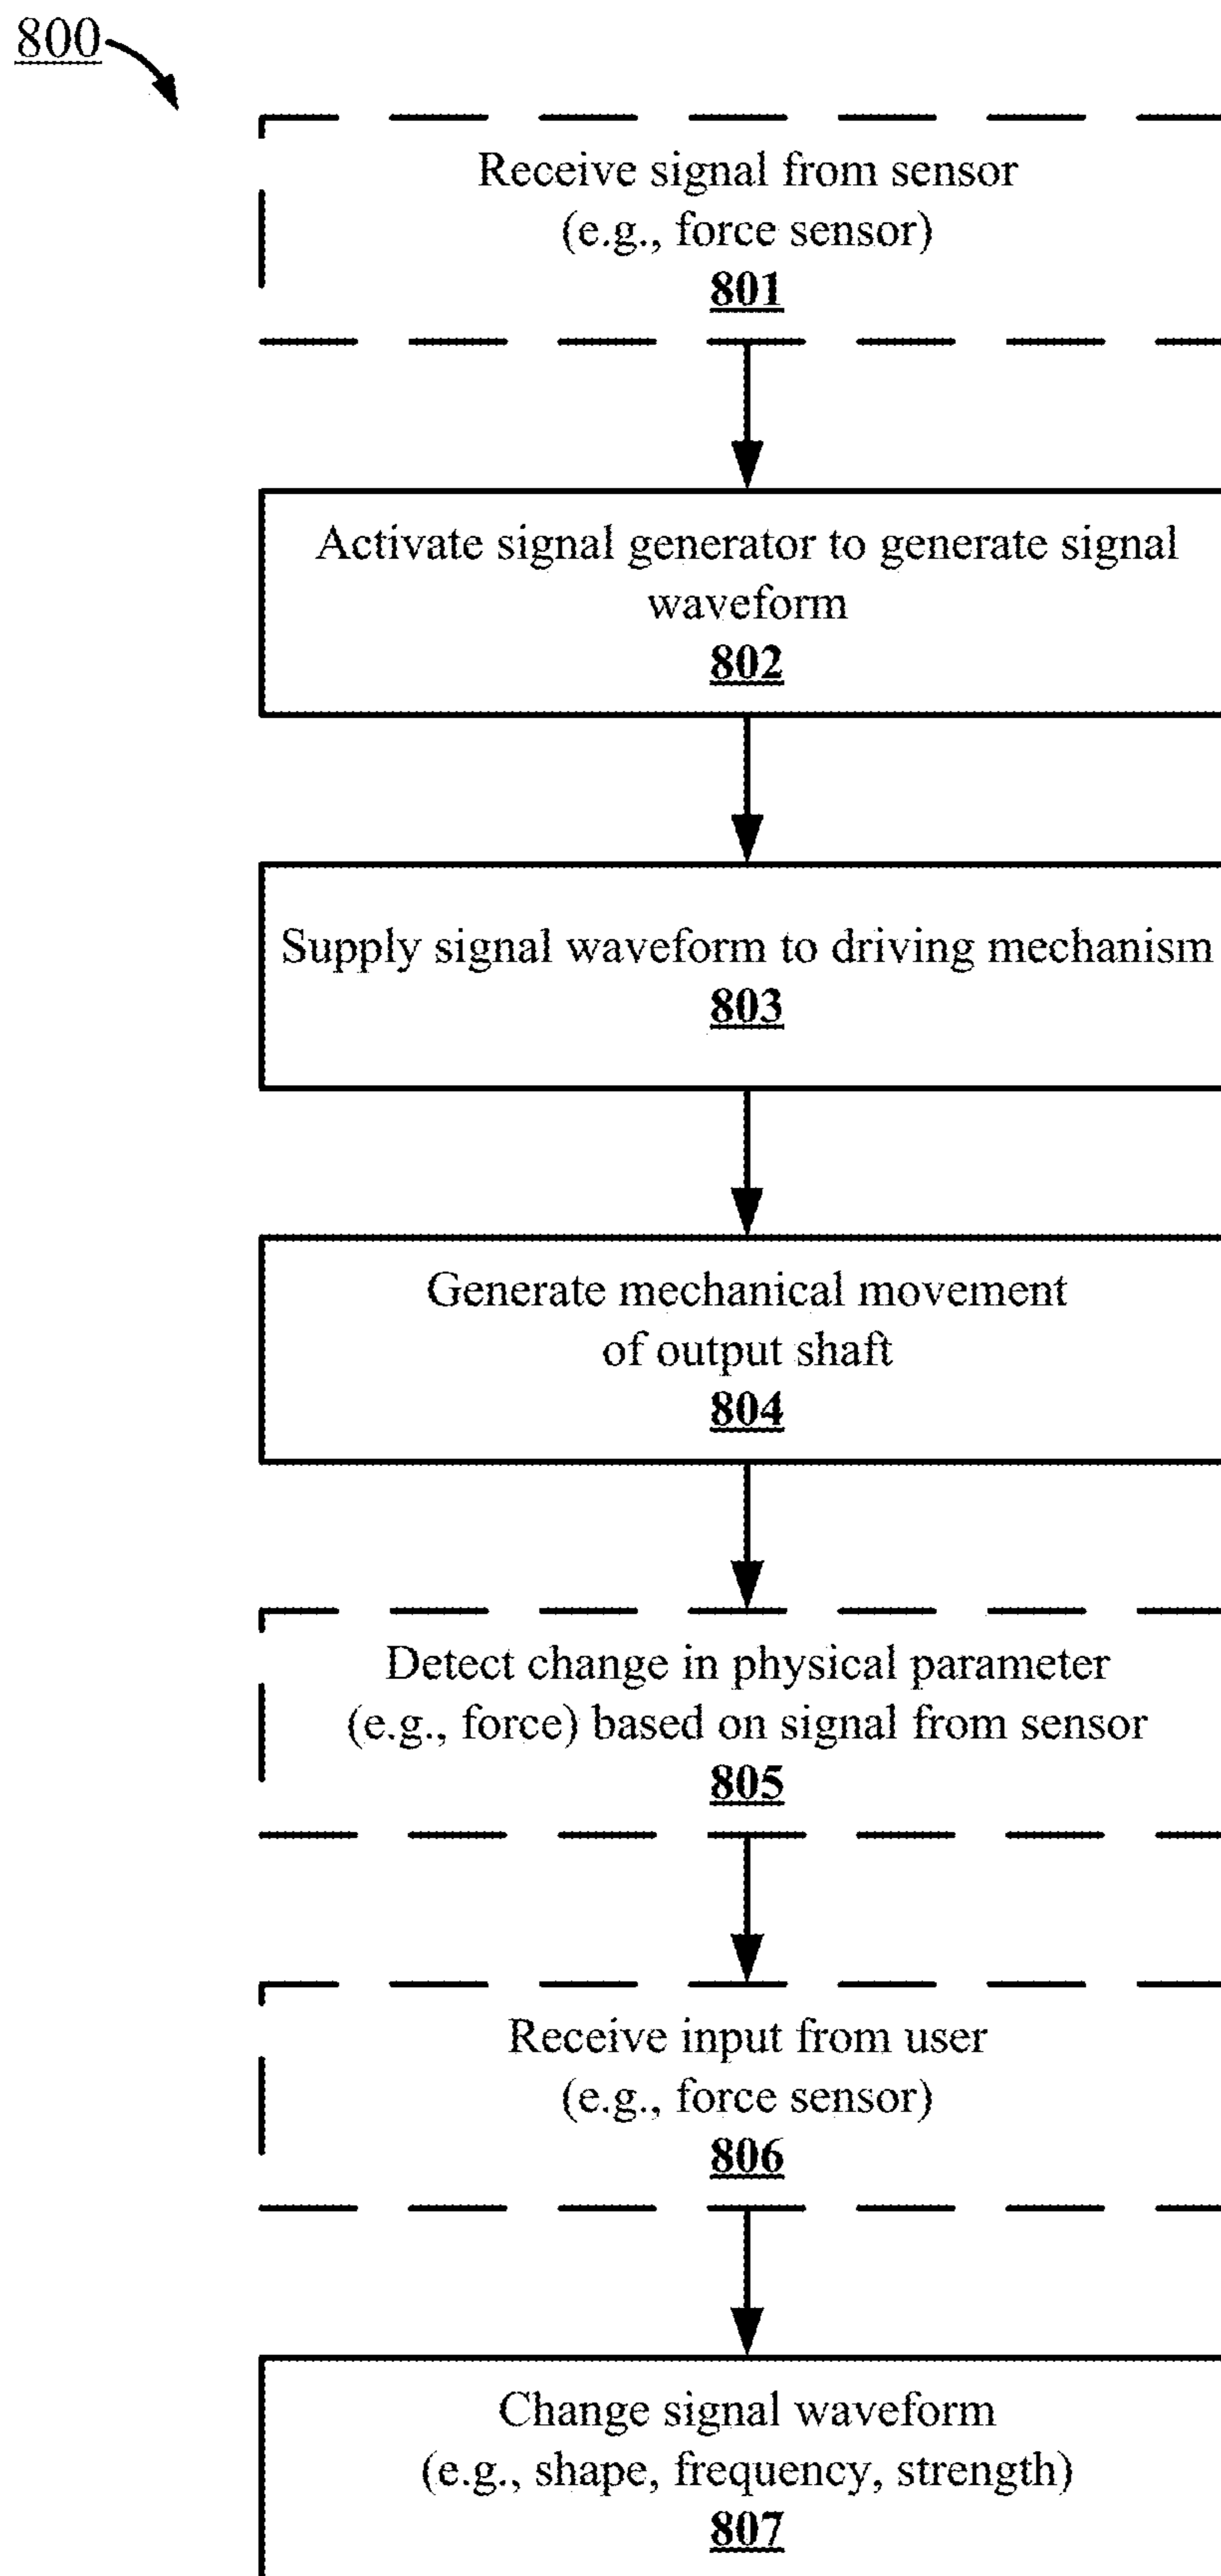 800
Receive signal from sensor
(e.g., force sensor)
801
Activate signal generator to generate signal
waveform
802
Supply signal waveform to driving mechanism
803
Generate mechanical movement
of output shaft
804
Detect change in physical parameter
(e.g., force) based on signal from sensor
805
Receive input from user
(e.g., force sensor)
806
Change signal waveform
(e.g., shape, frequency, strength)
807